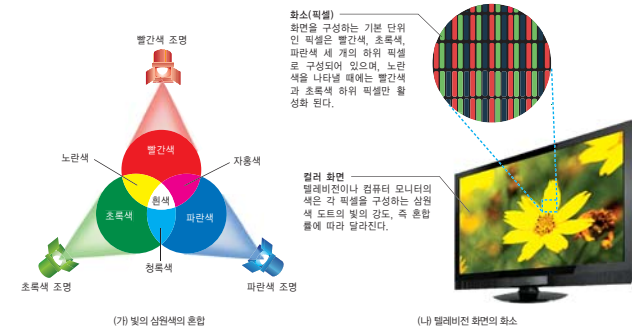 빨간색 조명
빨간색
노란색
자홍색
흰색
초록색
파란색
청록색
초록색 조명
파란색 조명
(가) 빛의 삼원색의 혼합
화소(픽셀)
화면을 구성하는 기본 단위
인 픽셀은 빨간색, 초록색,
파란색 세 개의 하위 픽셀
로 구성되어 있으며, 노란
색을 나타낼 때에는 빨간색
과 초록색 하위 픽셀만 활
성화 된다.
컬러 화면
텔레비전이나 컴퓨터 모니터의
색은 각 픽셀을 구성하는 삼원
색 도트의 빛의 강도, 즉 혼합
률에 따라 달라진다.
(나) 텔레비전 화면의 화소